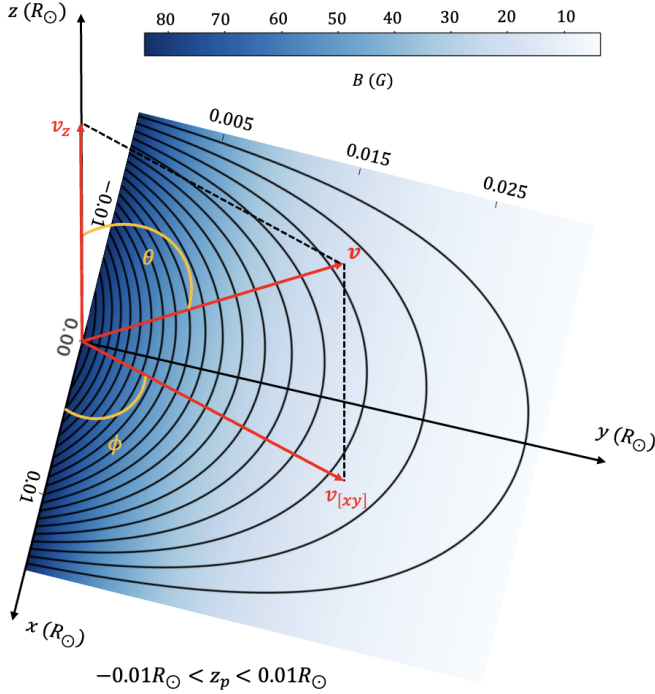 z (R☉)
80 70 60 50 40 30 20 10
B (G)
v_z
0.005
0.015
0.025
−0.01
θ
v
0.00
y (R☉)
ϕ
0.01
v_[xy]
x (R☉)
−0.01R☉ < z_p < 0.01R☉